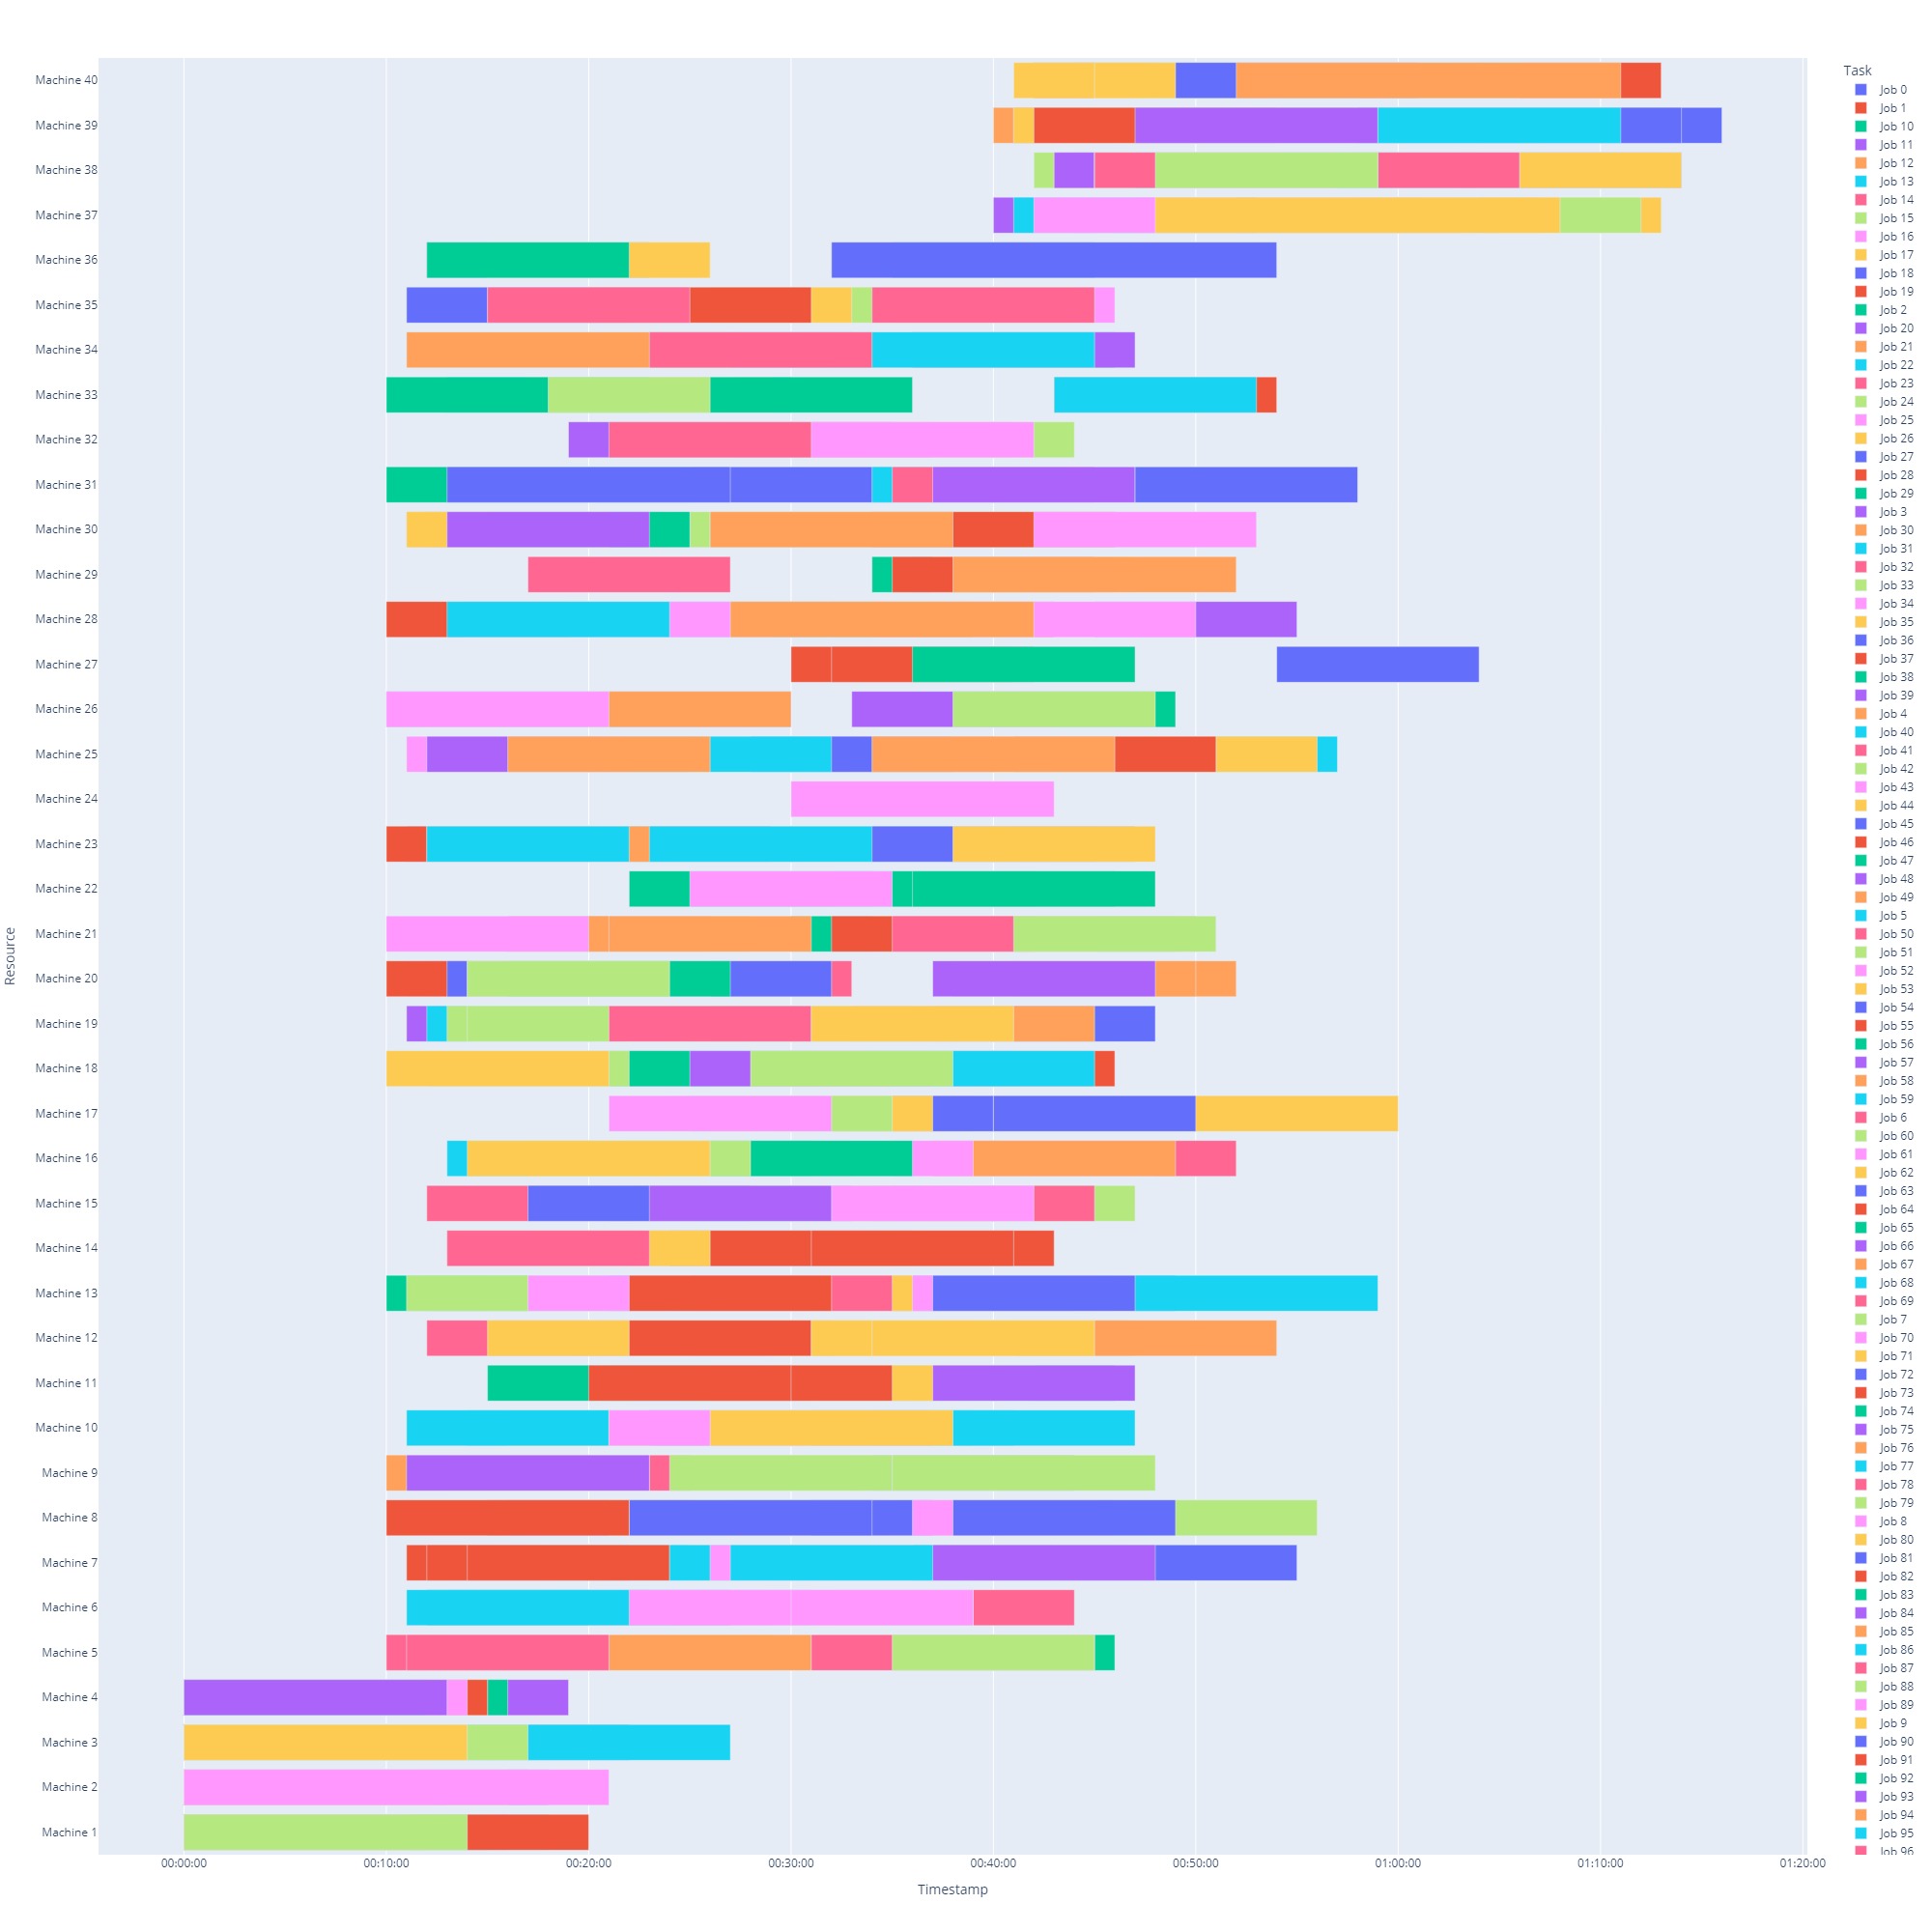 Machine 40
Machine 39
Machine 38
Machine 37
Machine 36
Machine 35
Machine 34
Machine 33
Machine 32
Machine 31
Machine 30
Machine 29
Machine 28
Machine 27
Machine 26
Machine 25
Machine 24
Machine 23
Machine 22
Machine 21
Machine 20
Machine 19
Machine 18
Machine 17
Machine 16
Machine 15
Machine 14
Machine 13
Machine 12
Machine 11
Machine 10
Machine 9
Machine 8
Machine 7
Machine 6
Machine 5
Machine 4
Machine 3
Machine 2
Machine 1
Resource
00:00:00
00:10:00
00:20:00
00:30:00
00:40:00
00:50:00
01:00:00
01:10:00
01:20:00
Timestamp
Task
Job 0
Job 1
Job 10
Job 11
Job 12
Job 13
Job 14
Job 15
Job 16
Job 17
Job 18
Job 19
Job 2
Job 20
Job 21
Job 22
Job 23
Job 24
Job 25
Job 26
Job 27
Job 28
Job 29
Job 3
Job 30
Job 31
Job 32
Job 33
Job 34
Job 35
Job 36
Job 37
Job 38
Job 39
Job 4
Job 40
Job 41
Job 42
Job 43
Job 44
Job 45
Job 46
Job 47
Job 48
Job 49
Job 5
Job 50
Job 51
Job 52
Job 53
Job 54
Job 55
Job 56
Job 57
Job 58
Job 59
Job 6
Job 60
Job 61
Job 62
Job 63
Job 64
Job 65
Job 66
Job 67
Job 68
Job 69
Job 7
Job 70
Job 71
Job 72
Job 73
Job 74
Job 75
Job 76
Job 77
Job 78
Job 79
Job 8
Job 80
Job 81
Job 82
Job 83
Job 84
Job 85
Job 86
Job 87
Job 88
Job 89
Job 9
Job 90
Job 91
Job 92
Job 93
Job 94
Job 95
Job 96